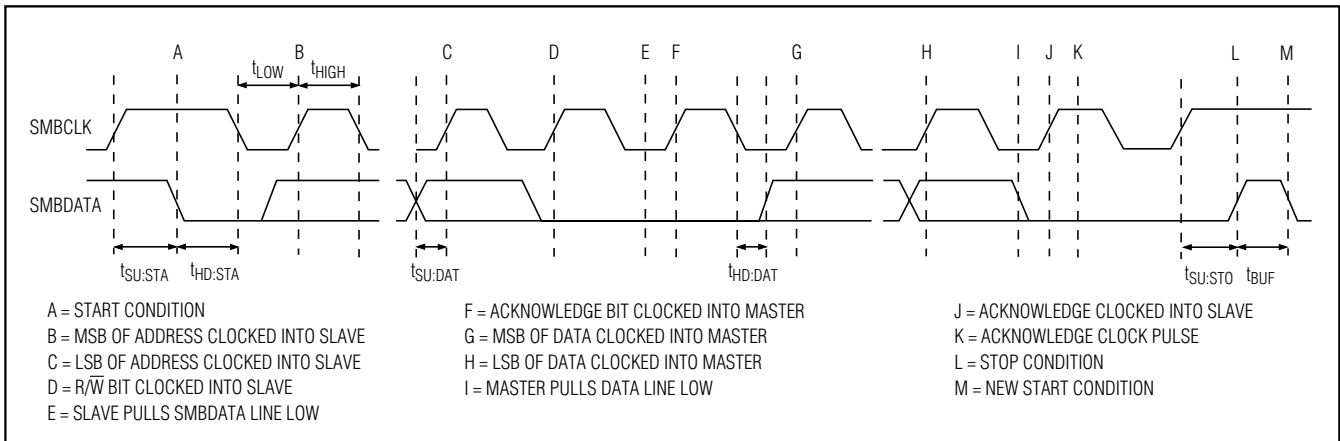 A B C D E F G H I J K L M
tLOW tHIGH
SMBCLK
SMBDATA
tSU:STA tHD:STA tSU:DAT tHD:DAT tSU:STO tBUF
A = START CONDITION
B = MSB OF ADDRESS CLOCKED INTO SLAVE
C = LSB OF ADDRESS CLOCKED INTO SLAVE
D = R/W̅ BIT CLOCKED INTO SLAVE
E = SLAVE PULLS SMBDATA LINE LOW
F = ACKNOWLEDGE BIT CLOCKED INTO MASTER
G = MSB OF DATA CLOCKED INTO MASTER
H = LSB OF DATA CLOCKED INTO MASTER
I = MASTER PULLS DATA LINE LOW
J = ACKNOWLEDGE CLOCKED INTO SLAVE
K = ACKNOWLEDGE CLOCK PULSE
L = STOP CONDITION
M = NEW START CONDITION